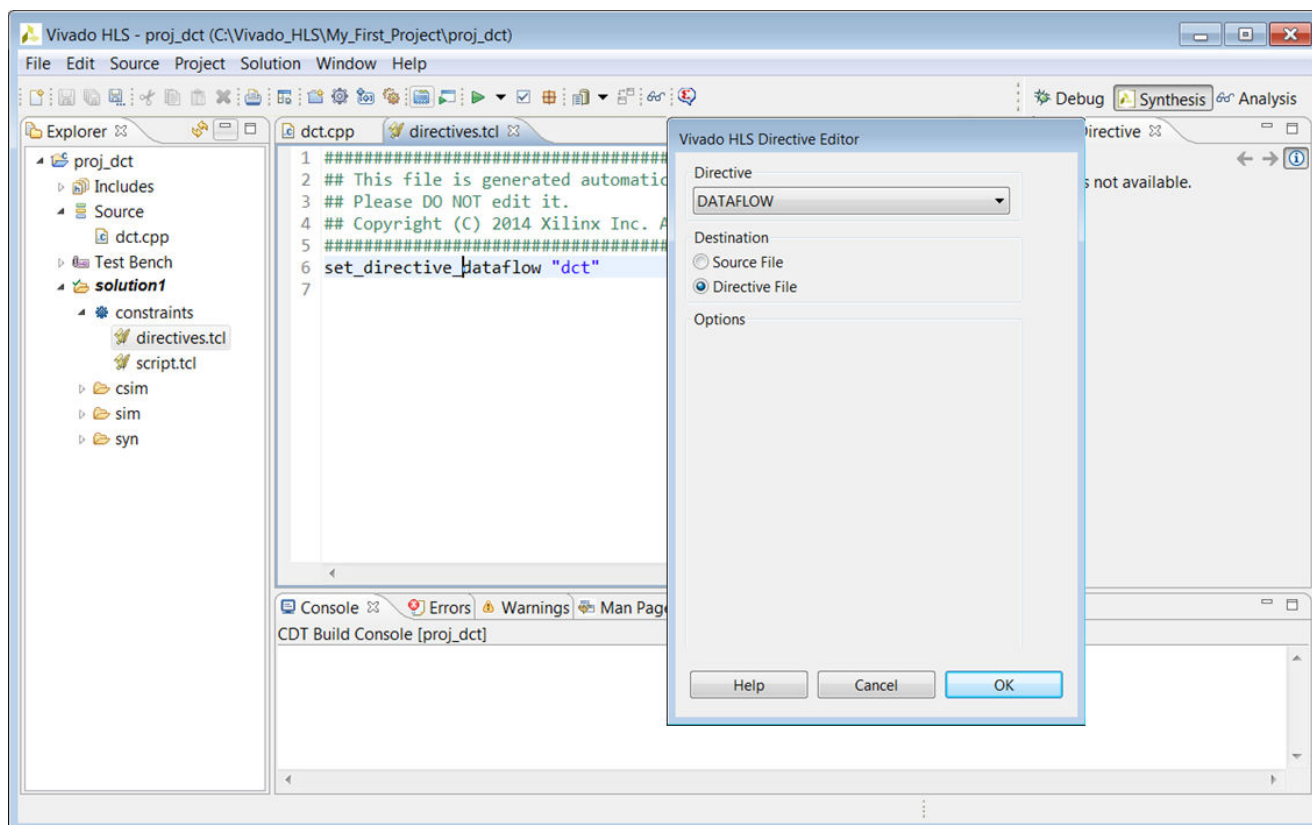 Vivado HLS - proj_dct (C:\Vivado_HLS\My_First_Project\proj_dct)
File Edit Source Project Solution Window Help
Debug Synthesis Analysis
Explorer
proj_dct
Includes
Source
dct.cpp
Test Bench
solution1
constraints
directives.tcl
script.tcl
csim
sim
syn
dct.cpp directives.tcl
1 ###################################
2 ## This file is generated automatic
3 ## Please DO NOT edit it.
4 ## Copyright (C) 2014 Xilinx Inc. A
5 ###################################
6 set_directive_dataflow "dct"
7
Vivado HLS Directive Editor
Directive
DATAFLOW
Destination
Source File
Directive File
Options
Help Cancel OK
irective
s not available.
Console Errors Warnings Man Page
CDT Build Console [proj_dct]